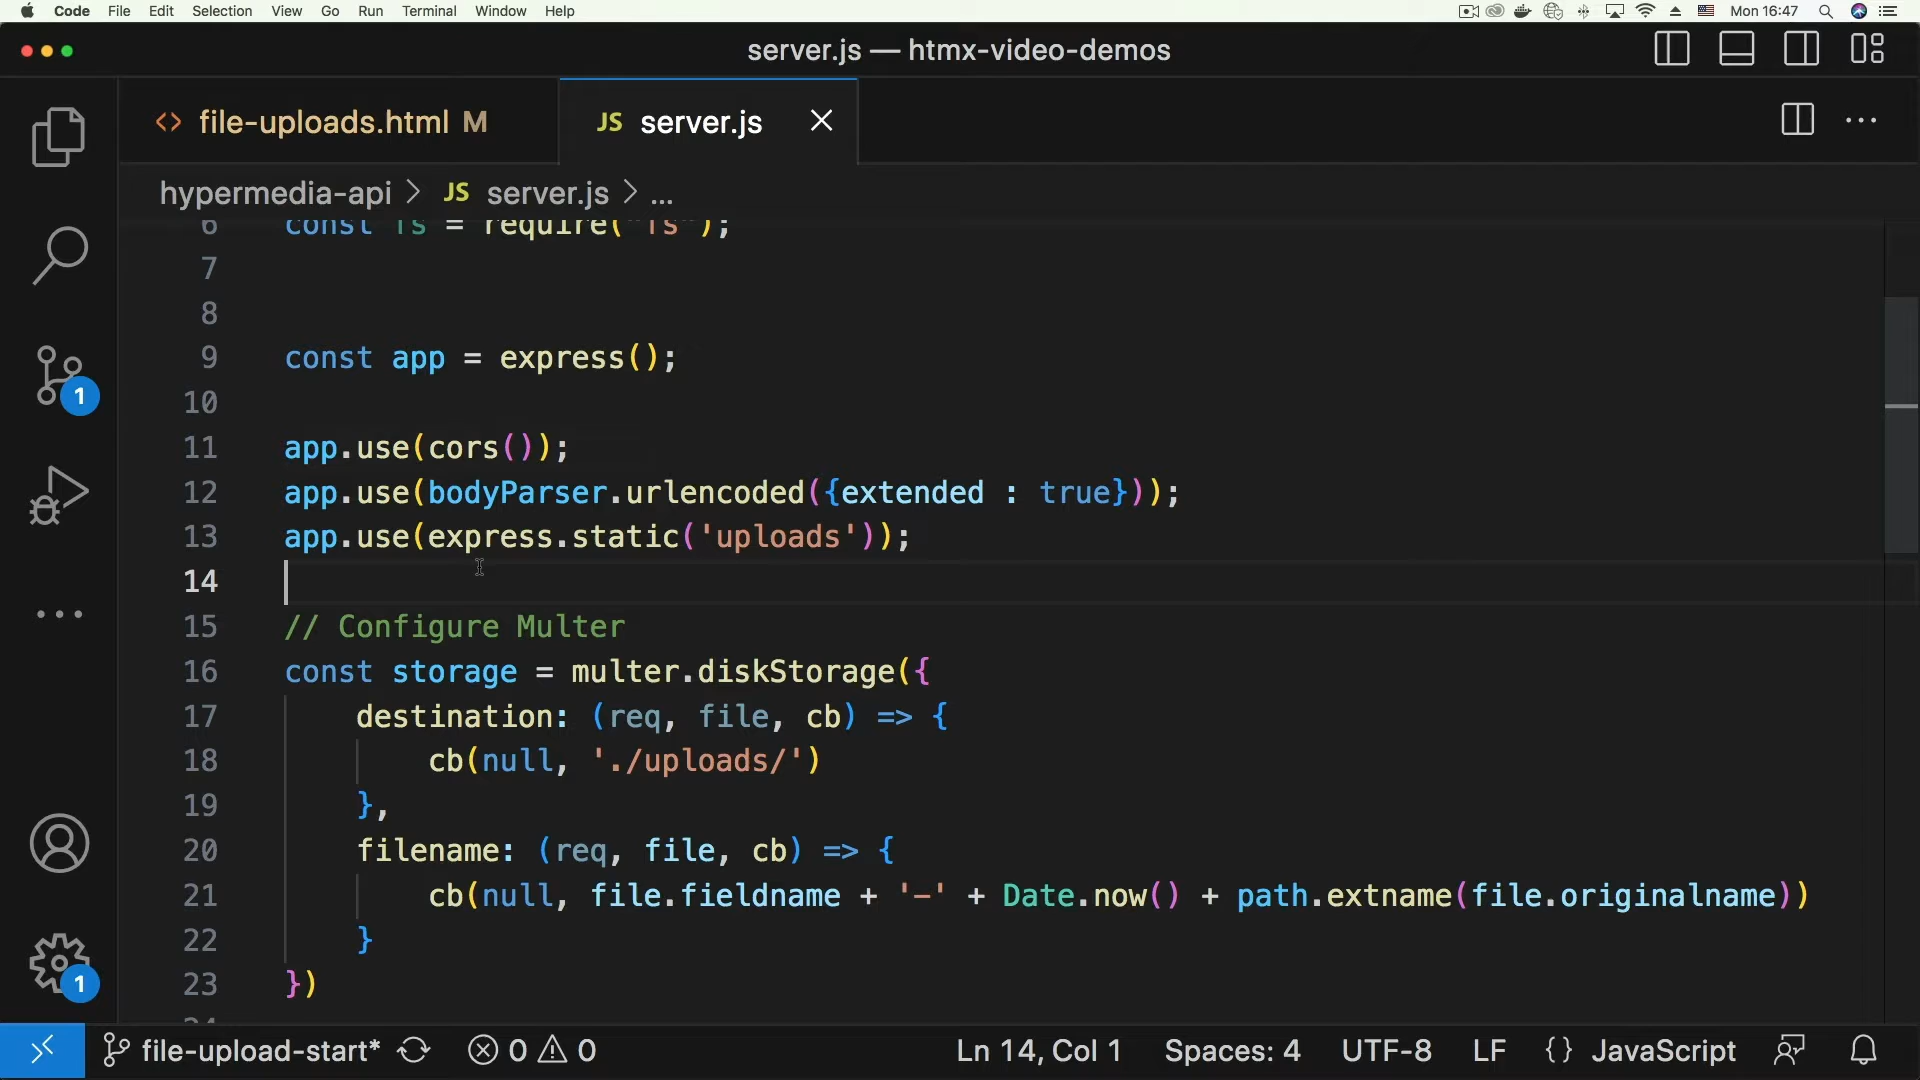 Code File Edit Selection View Go Run Terminal Window Help Mon 16:47
server.js — htmx-video-demos
<> file-uploads.html M JS server.js
hypermedia-api > JS server.js > ...
6 const fs = require("fs");
7
8
9 const app = express();
10
11 app.use(cors());
12 app.use(bodyParser.urlencoded({extended : true}));
13 app.use(express.static('uploads'));
14
15 // Configure Multer
16 const storage = multer.diskStorage({
17 destination: (req, file, cb) => {
18 cb(null, './uploads/')
19 },
20 filename: (req, file, cb) => {
21 cb(null, file.fieldname + '-' + Date.now() + path.extname(file.originalname))
22 }
23 })
1
1
file-upload-start* 0 0 Ln 14, Col 1 Spaces: 4 UTF-8 LF {} JavaScript